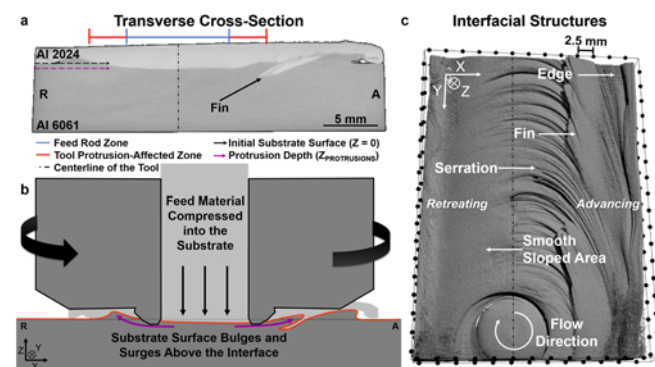 a
Transverse Cross-Section
Al 2024
R
A
Fin
Al 6061
5 mm
Feed Rod Zone
Tool Protrusion-Affected Zone
Centerline of the Tool
Initial Substrate Surface (Z = 0)
Protrusion Depth (ZPROTRUSIONS)
b
Feed Material
Compressed
into the
Substrate
R
A
Substrate Surface Bulges and
Surges Above the Interface
Z
Y
X
c
Interfacial Structures
2.5 mm
X
Y
Z
Edge
Fin
Serration
Retreating
Advancing
Smooth
Sloped Area
Flow
Direction